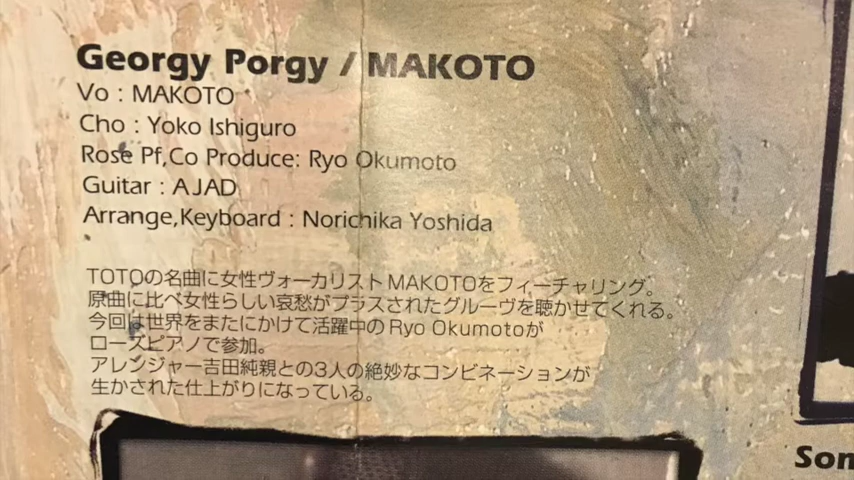 Georgy Porgy / MAKOTO
Vo : MAKOTO
Cho : Yoko Ishiguro
Rose Pf,Co Produce: Ryo Okumoto
Guitar : AJAD
Arrange,Keyboard : Norichika Yoshida
TOTOの名曲に女性ヴォーカリスト MAKOTOをフィーチャリング。
原曲に比べ女性らしい哀愁がプラスされたグルーヴを聴かせてくれる。
今回は世界をまたにかけて活躍中の Ryo Okumotoが
ローズピアノで参加。
アレンジャー吉田純親との3人の絶妙なコンビネーションが
生かされた仕上がりになっている。
Son